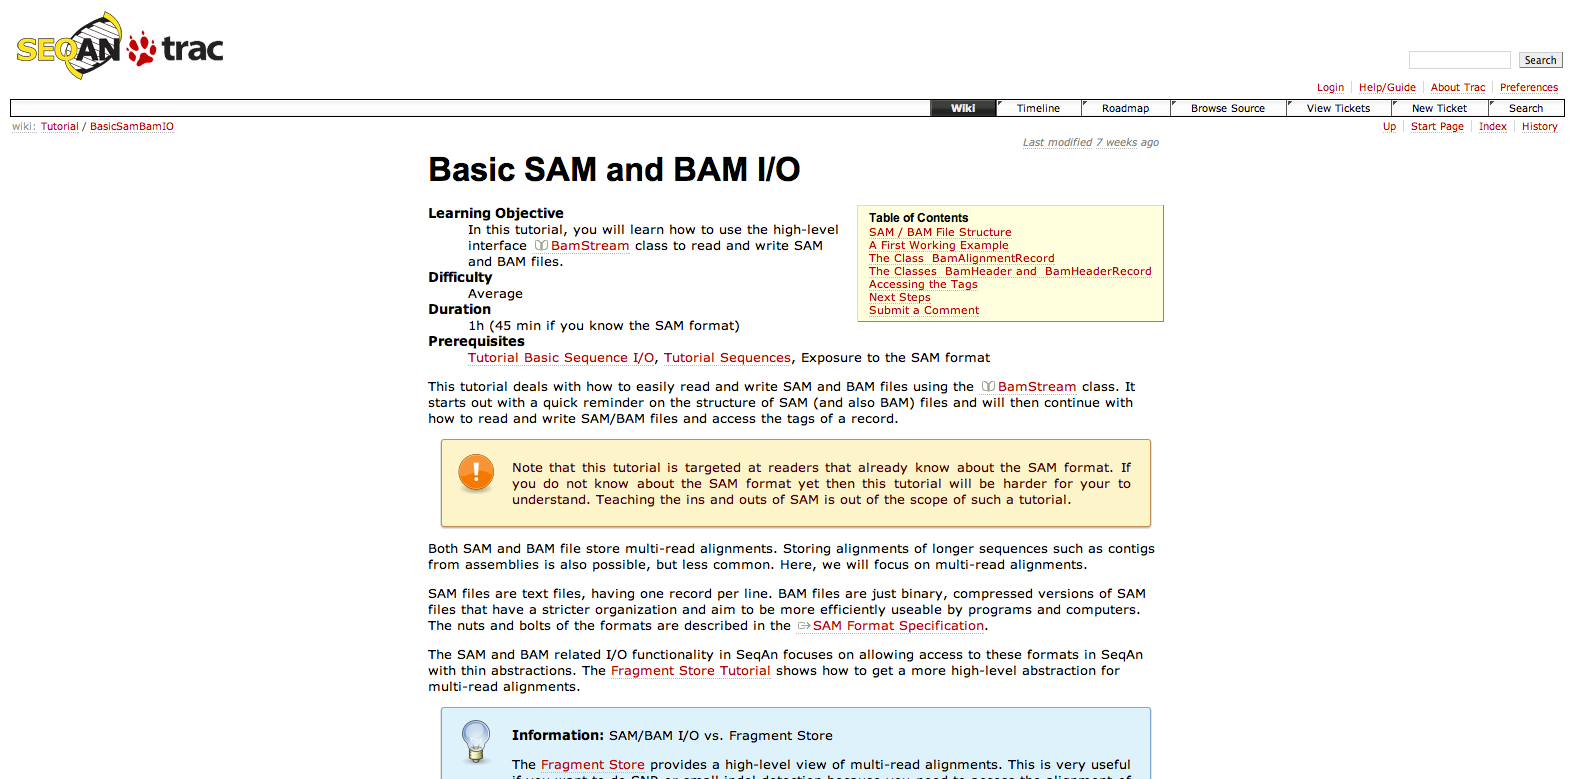 SEQAN trac
Search
Login Help/Guide About Trac Preferences
Wiki Timeline Roadmap Browse Source View Tickets New Ticket Search
wiki: Tutorial / BasicSamBamIO
Up Start Page Index History
Last modified 7 weeks ago
Basic SAM and BAM I/O
Learning Objective
In this tutorial, you will learn how to use the high-level
interface BamStream class to read and write SAM
and BAM files.
Difficulty
Average
Duration
1h (45 min if you know the SAM format)
Prerequisites
Tutorial Basic Sequence I/O, Tutorial Sequences, Exposure to the SAM format
Table of Contents
SAM / BAM File Structure
A First Working Example
The Class BamAlignmentRecord
The Classes BamHeader and BamHeaderRecord
Accessing the Tags
Next Steps
Submit a Comment
This tutorial deals with how to easily read and write SAM and BAM files using the BamStream class. It
starts out with a quick reminder on the structure of SAM (and also BAM) files and will then continue with
how to read and write SAM/BAM files and access the tags of a record.
Note that this tutorial is targeted at readers that already know about the SAM format. If
you do not know about the SAM format yet then this tutorial will be harder for your to
understand. Teaching the ins and outs of SAM is out of the scope of such a tutorial.
Both SAM and BAM file store multi-read alignments. Storing alignments of longer sequences such as contigs
from assemblies is also possible, but less common. Here, we will focus on multi-read alignments.
SAM files are text files, having one record per line. BAM files are just binary, compressed versions of SAM
files that have a stricter organization and aim to be more efficiently useable by programs and computers.
The nuts and bolts of the formats are described in the SAM Format Specification.
The SAM and BAM related I/O functionality in SeqAn focuses on allowing access to these formats in SeqAn
with thin abstractions. The Fragment Store Tutorial shows how to get a more high-level abstraction for
multi-read alignments.
Information: SAM/BAM I/O vs. Fragment Store
The Fragment Store provides a high-level view of multi-read alignments. This is very useful
if you want to do SNP or small indel detection because you need to access the alignment of